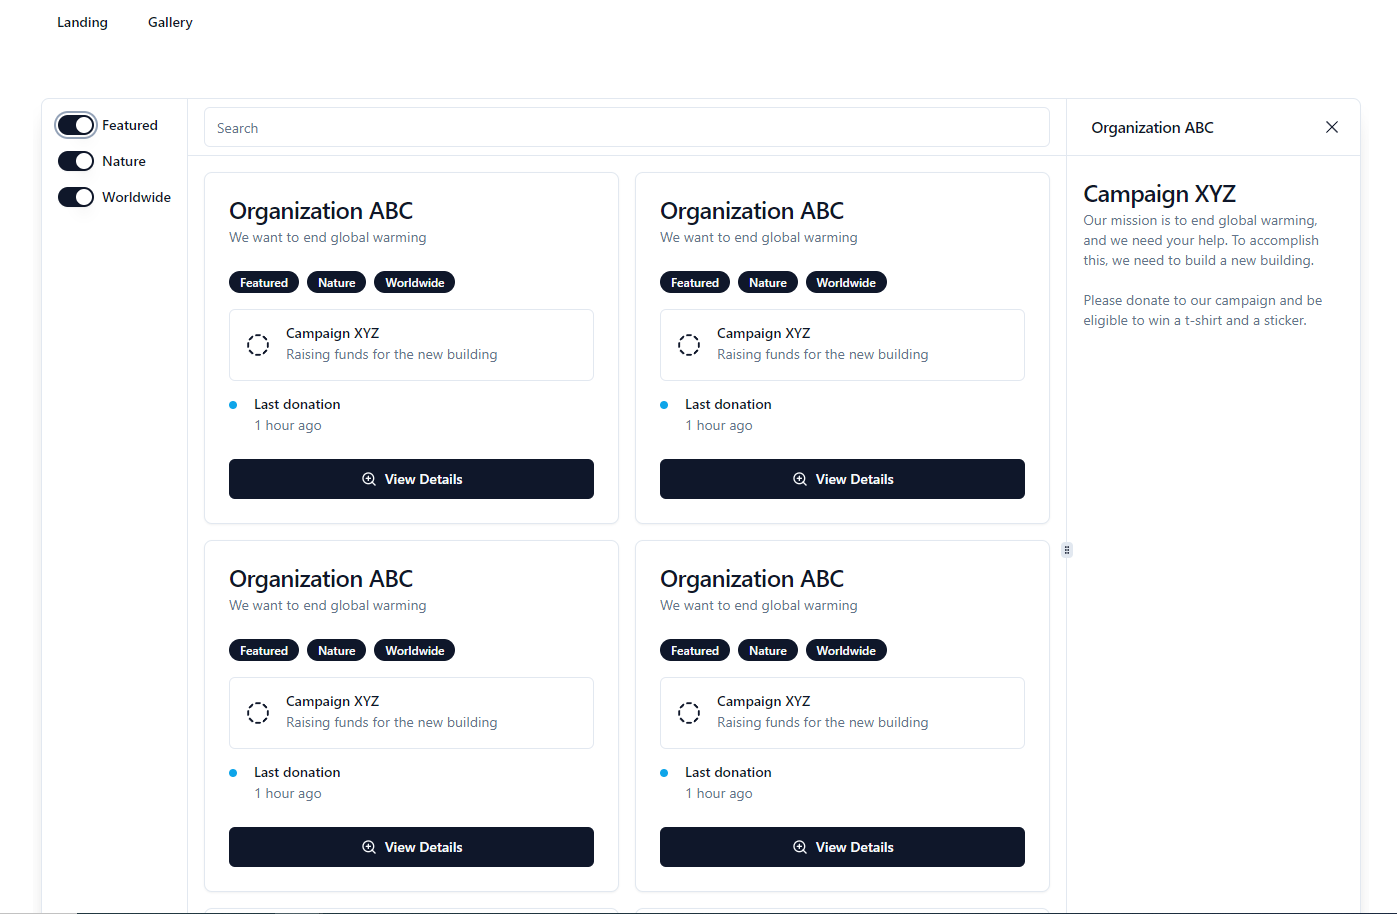 Landing
Gallery
Featured
Nature
Worldwide
Search
Organization ABC
We want to end global warming
Featured
Nature
Worldwide
Campaign XYZ
Raising funds for the new building
Last donation
1 hour ago
View Details
Organization ABC
We want to end global warming
Featured
Nature
Worldwide
Campaign XYZ
Raising funds for the new building
Last donation
1 hour ago
View Details
Organization ABC
We want to end global warming
Featured
Nature
Worldwide
Campaign XYZ
Raising funds for the new building
Last donation
1 hour ago
View Details
Organization ABC
We want to end global warming
Featured
Nature
Worldwide
Campaign XYZ
Raising funds for the new building
Last donation
1 hour ago
View Details
Organization ABC
Campaign XYZ
Our mission is to end global warming,
and we need your help. To accomplish
this, we need to build a new building.
Please donate to our campaign and be
eligible to win a t-shirt and a sticker.